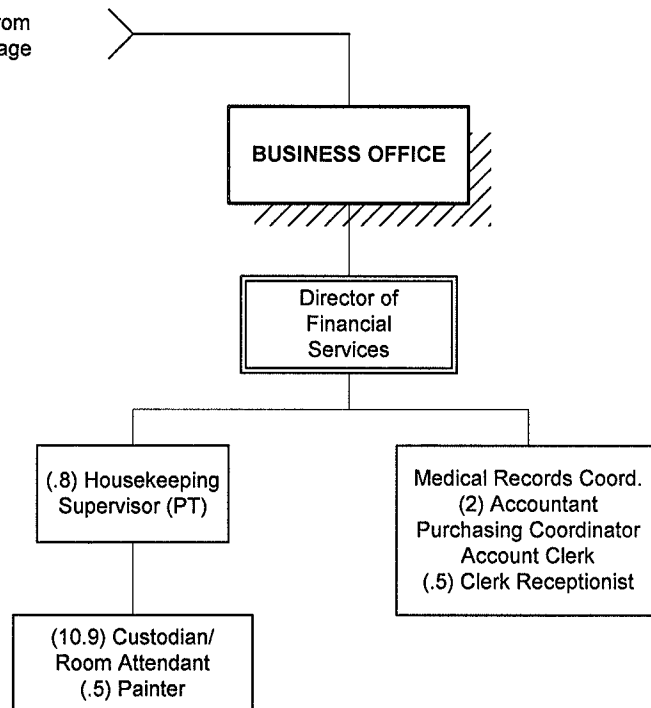 rom
age
BUSINESS OFFICE
Director of
Financial
Services
(.8) Housekeeping
Supervisor (PT)
Medical Records Coord.
(2) Accountant
Purchasing Coordinator
Account Clerk
(.5) Clerk Receptionist
(10.9) Custodian/
Room Attendant
(.5) Painter